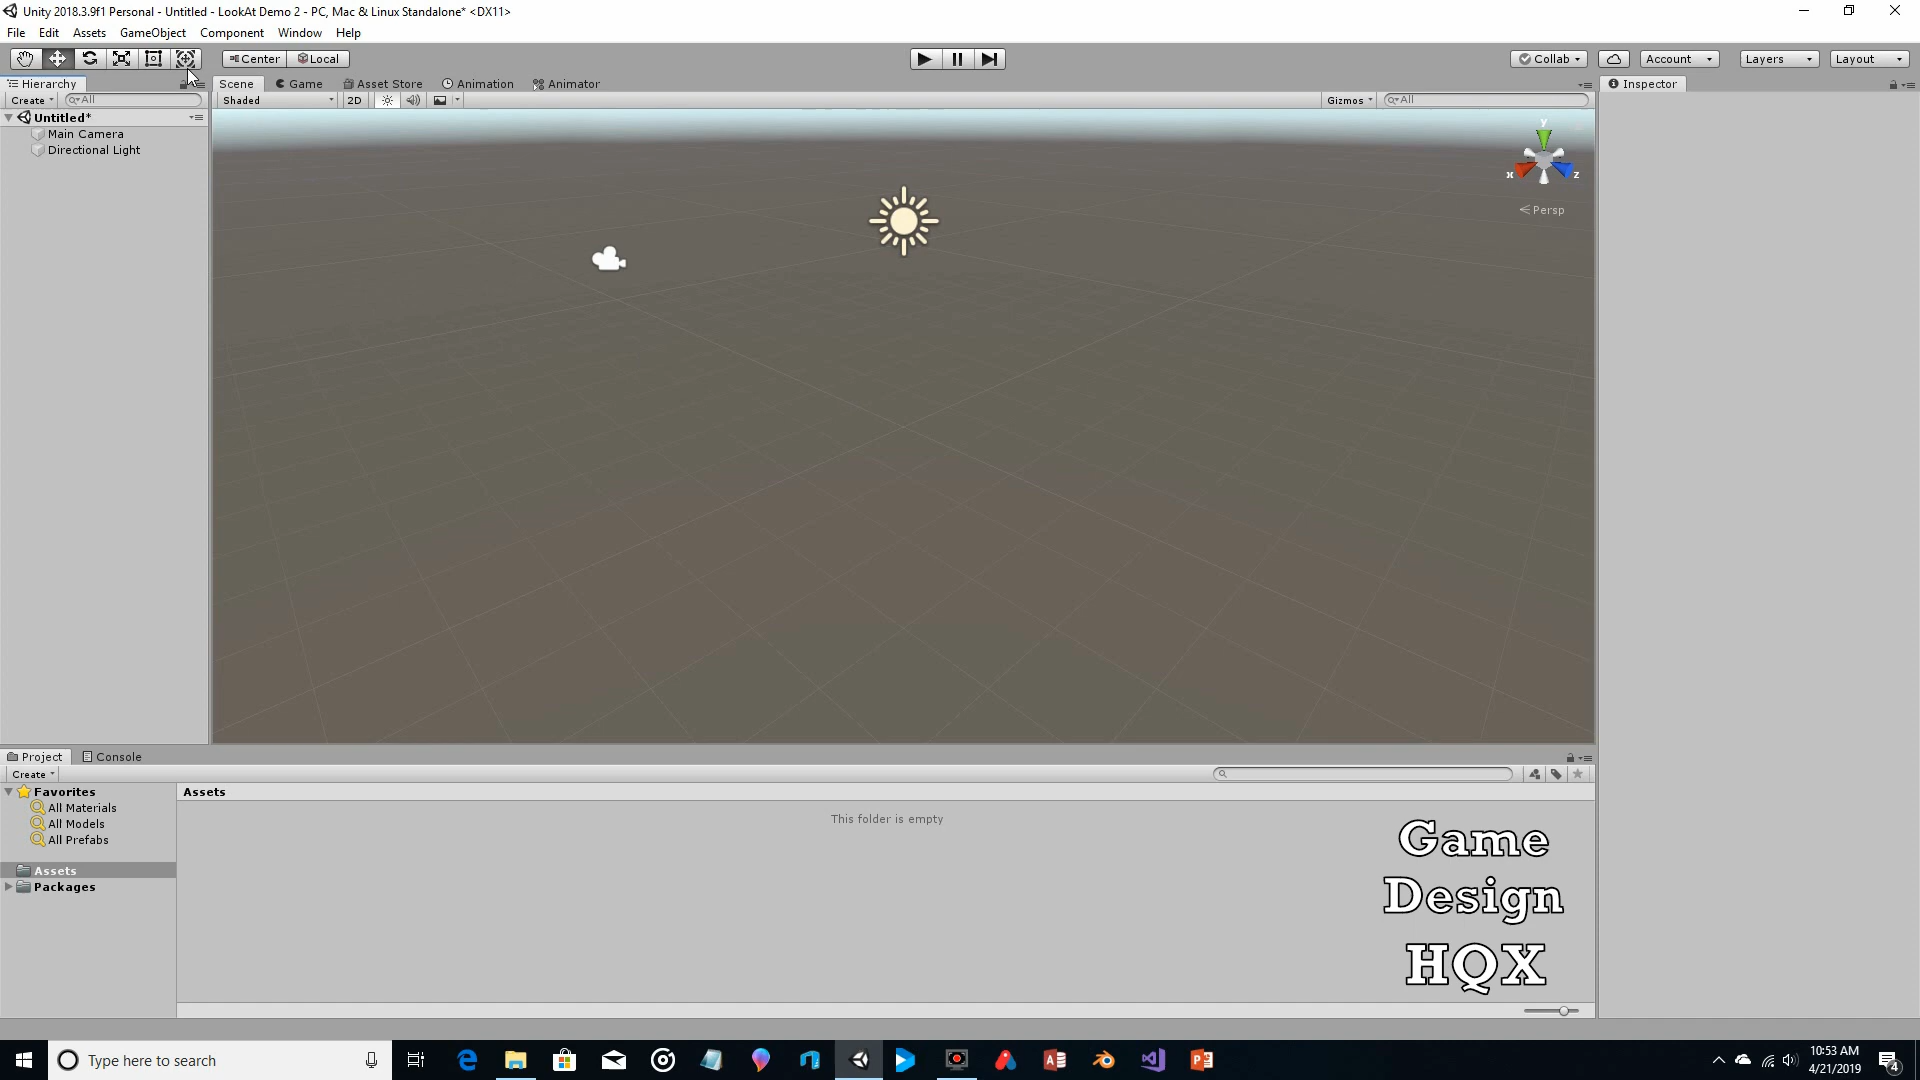 Unity 2018.3.9f1 Personal - Untitled - LookAt Demo 2 - PC, Mac & Linux Standalone* <DX11>
File Edit Assets GameObject Component Window Help
Center Local Collab Account Layers Layout
Hierarchy Scene Game Asset Store Animation Animator Inspector
Create All Shaded 2D Gizmos All
Untitled*
Main Camera
Directional Light
y
x z
Persp
Project Console
Create
Favorites Assets
All Materials
All Models
All Prefabs
This folder is empty
Assets
Packages
Game
Design
HQX
Type here to search
10:53 AM
4/21/2019
4